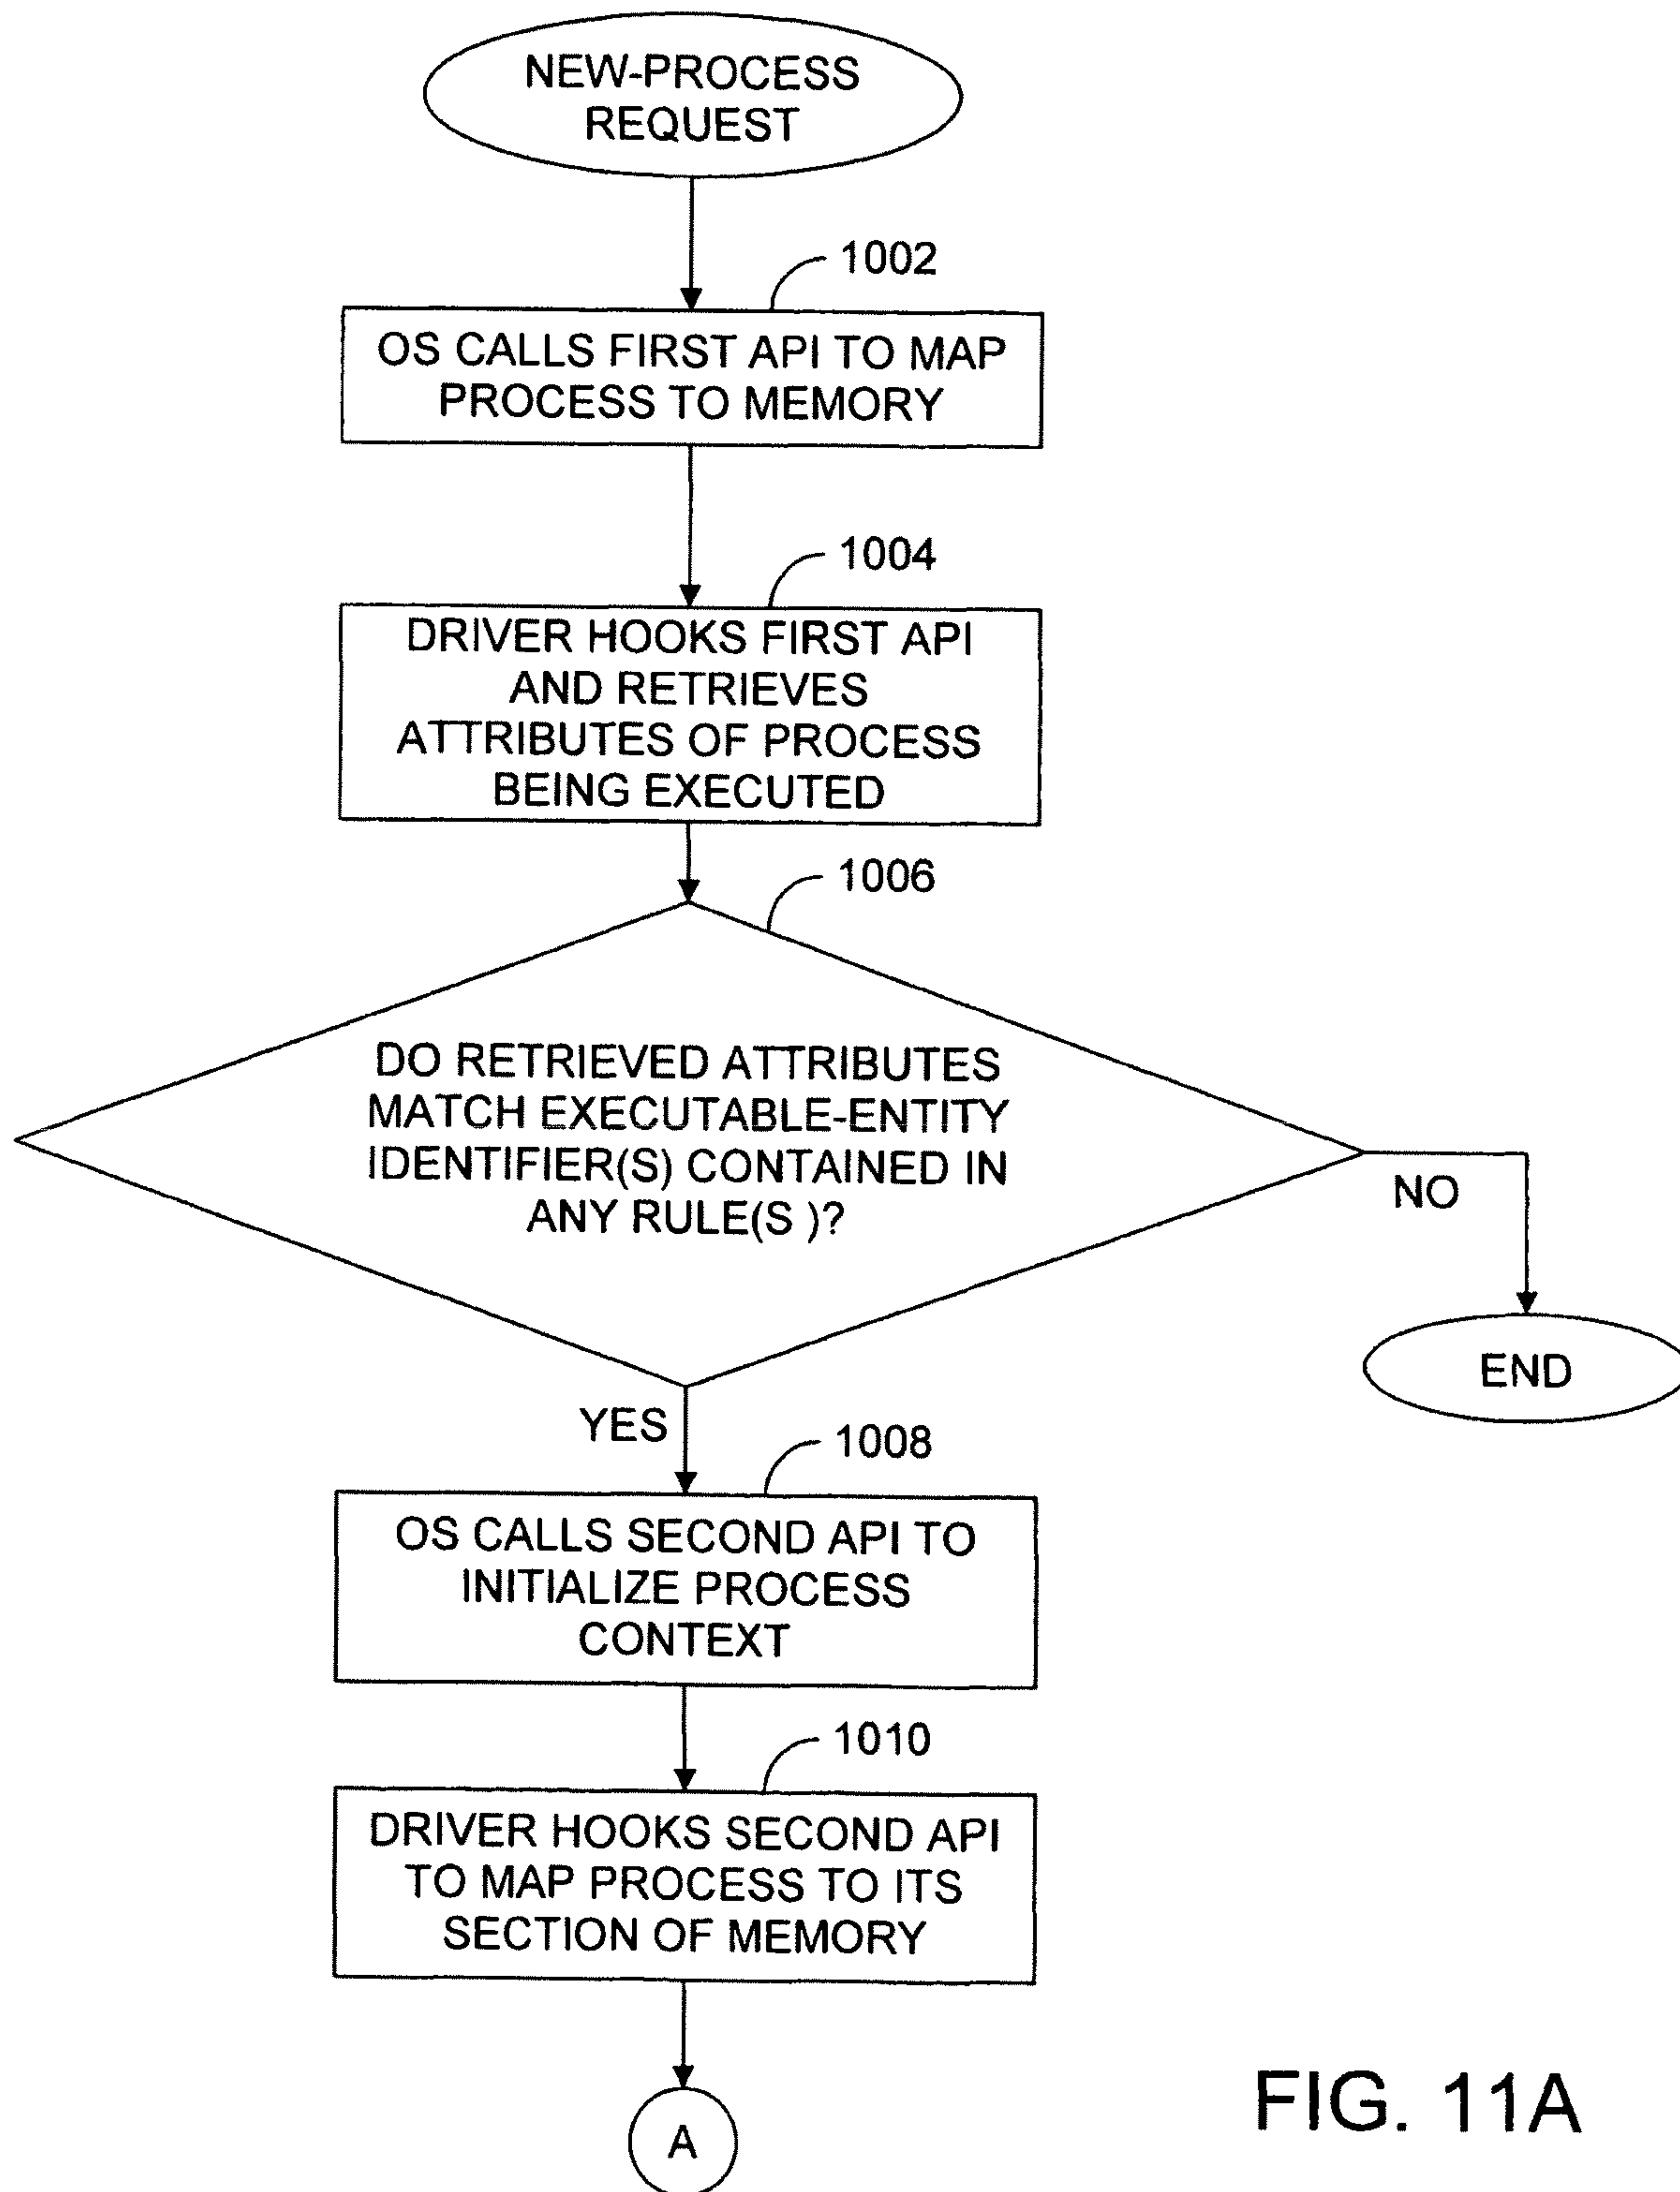 NEW-PROCESS
REQUEST
1002
OS CALLS FIRST API TO MAP
PROCESS TO MEMORY
1004
DRIVER HOOKS FIRST API
AND RETRIEVES
ATTRIBUTES OF PROCESS
BEING EXECUTED
1006
DO RETRIEVED ATTRIBUTES
MATCH EXECUTABLE-ENTITY
IDENTIFIER(S) CONTAINED IN
ANY RULE(S )?
NO
END
YES
1008
OS CALLS SECOND API TO
INITIALIZE PROCESS
CONTEXT
1010
DRIVER HOOKS SECOND API
TO MAP PROCESS TO ITS
SECTION OF MEMORY
A
FIG. 11A